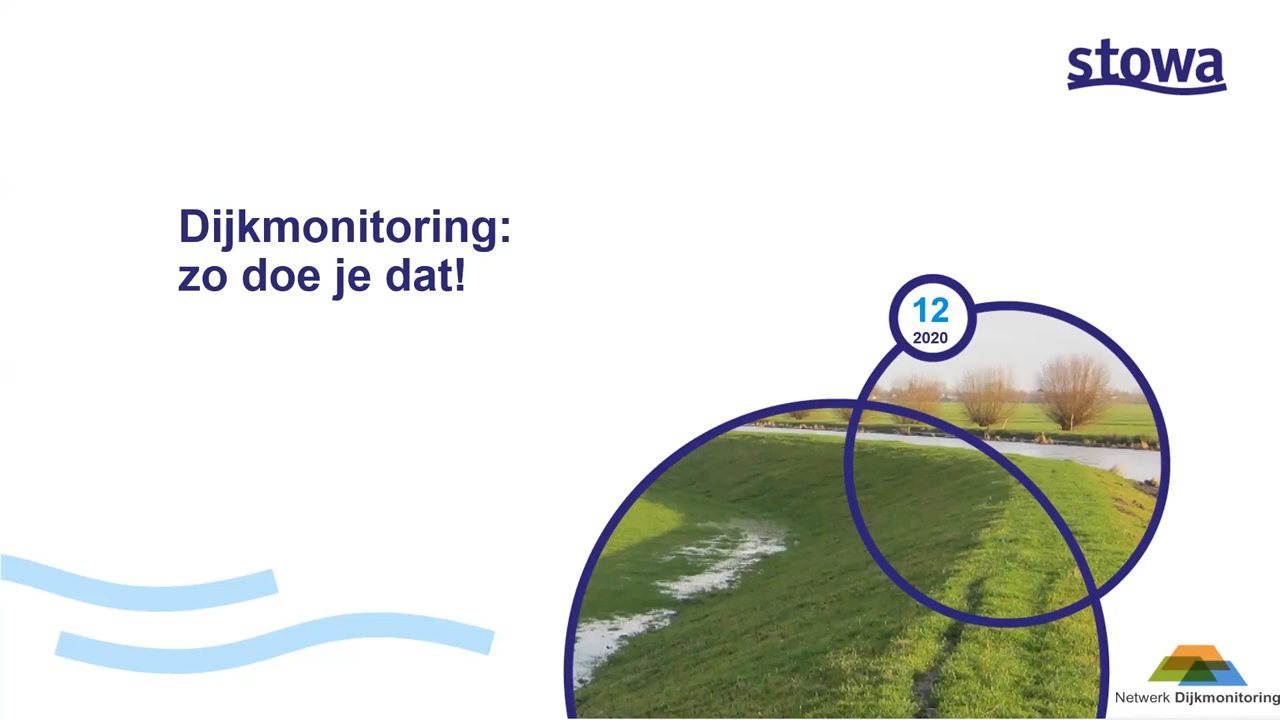 stowa
Dijkmonitoring:
zo doe je dat!
12
2020
Netwerk Dijkmonitoring